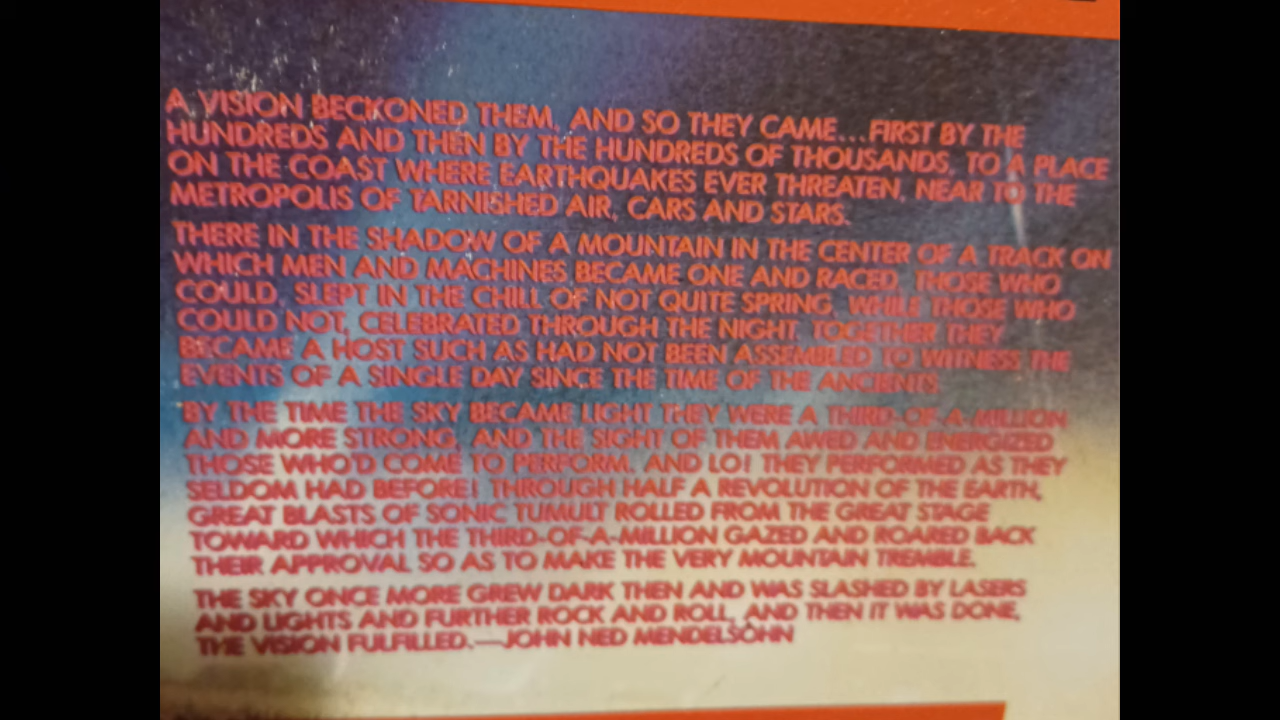 A VISION BECKONED THEM, AND SO THEY CAME...FIRST BY THE
HUNDREDS AND THEN BY THE HUNDREDS OF THOUSANDS, TO A PLACE
ON THE COAST WHERE EARTHQUAKES EVER THREATEN, NEAR TO THE
METROPOLIS OF TARNISHED AIR, CARS AND STARS.
THERE IN THE SHADOW OF A MOUNTAIN IN THE CENTER OF A TRACK ON
WHICH MEN AND MACHINES BECAME ONE AND RACED, THOSE WHO
COULD, SLEPT IN THE CHILL OF NOT QUITE SPRING, WHILE THOSE WHO
COULD NOT, CELEBRATED THROUGH THE NIGHT. TOGETHER THEY
BECAME A HOST SUCH AS HAD NOT BEEN ASSEMBLED TO WITNESS THE
EVENTS OF A SINGLE DAY SINCE THE TIME OF THE ANCIENTS.
BY THE TIME THE SKY BECAME LIGHT THEY WERE A THIRD-OF-A-MILLION
AND MORE STRONG, AND THE SIGHT OF THEM AWED AND ENERGIZED
THOSE WHO'D COME TO PERFORM. AND LO! THEY PERFORMED AS THEY
SELDOM HAD BEFORE! THROUGH HALF A REVOLUTION OF THE EARTH,
GREAT BLASTS OF SONIC TUMULT ROLLED FROM THE GREAT STAGE
TOWARD WHICH THE THIRD-OF-A-MILLION GAZED AND ROARED BACK
THEIR APPROVAL SO AS TO MAKE THE VERY MOUNTAIN TREMBLE.
THE SKY ONCE MORE GREW DARK THEN AND WAS SLASHED BY LASERS
AND LIGHTS AND FURTHER ROCK AND ROLL, AND THEN IT WAS DONE,
THE VISION FULFILLED.—JOHN NED MENDELSOHN